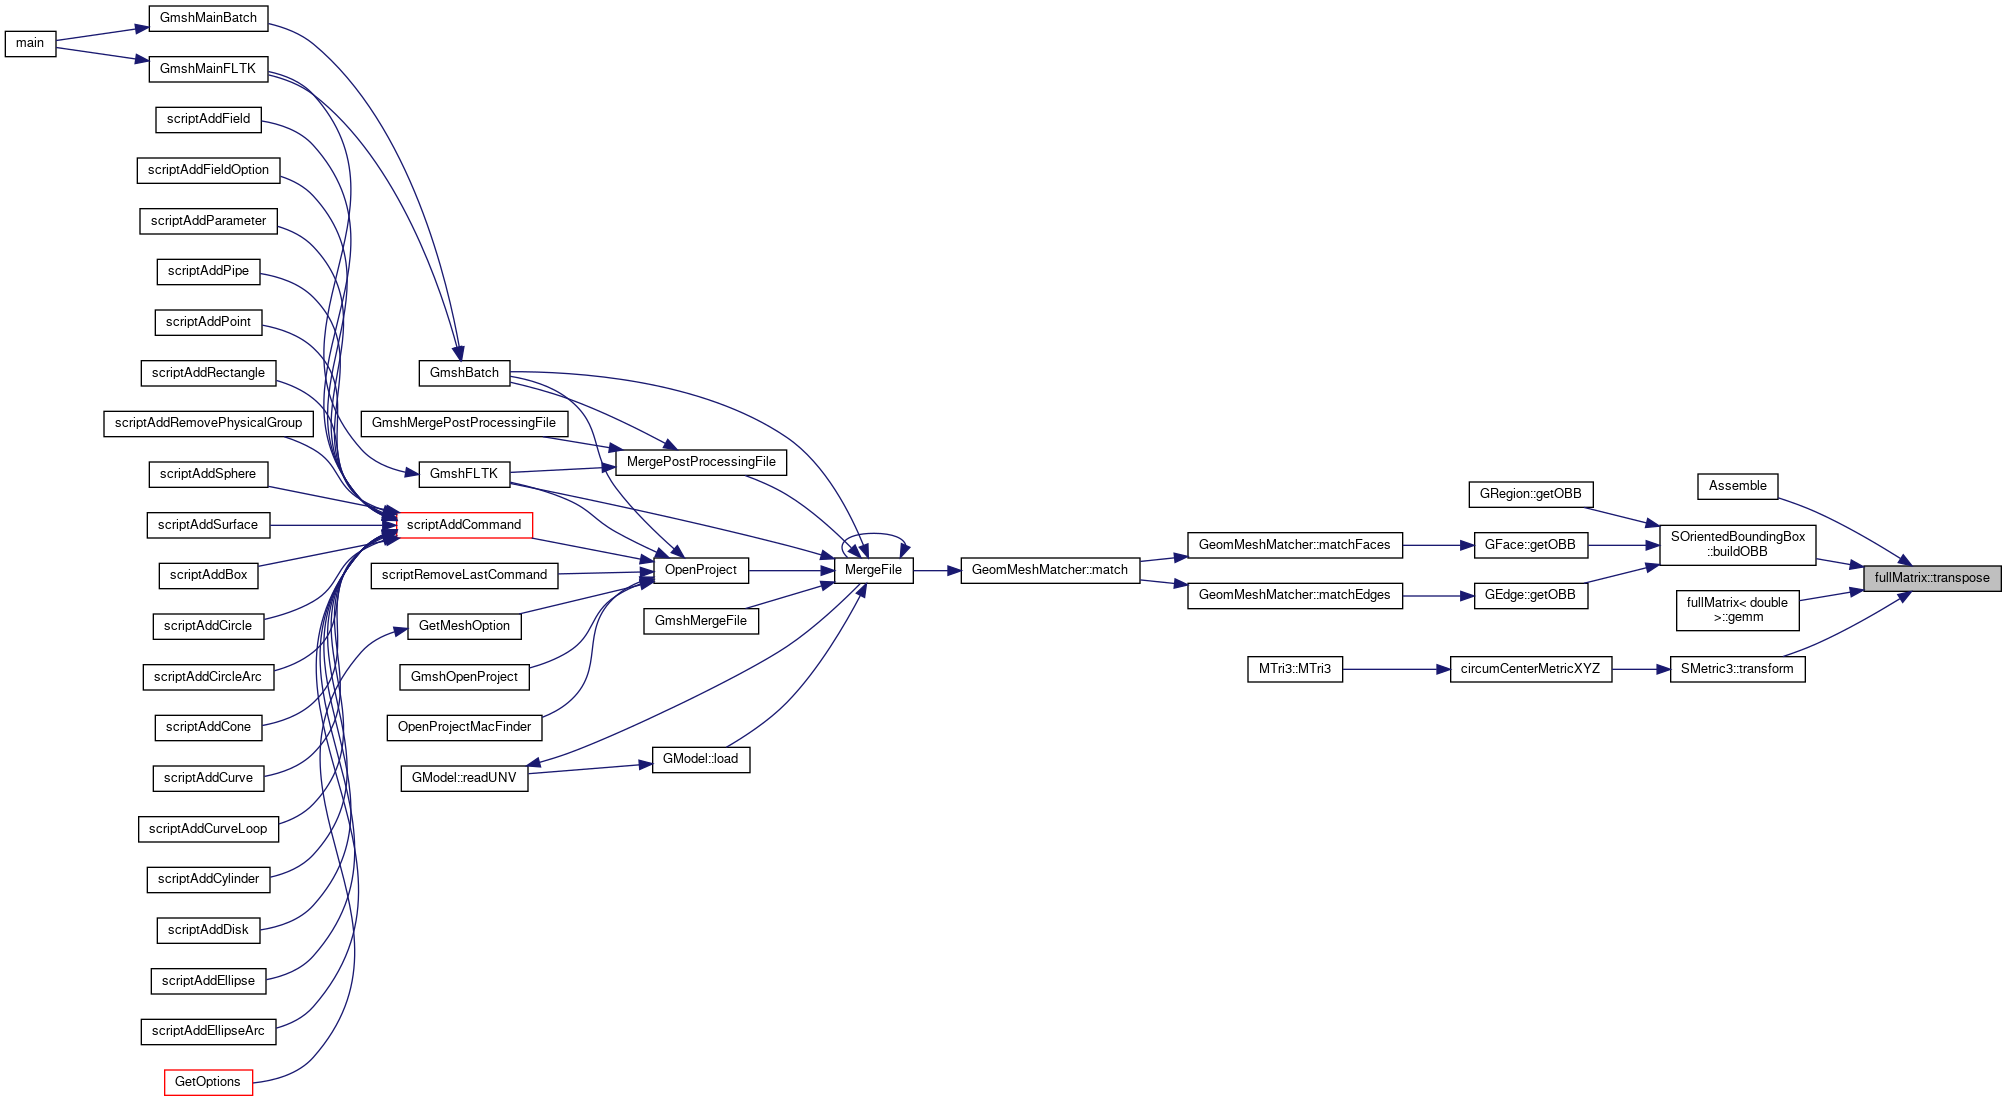 main
GmshMainBatch
GmshMainFLTK
scriptAddField
scriptAddFieldOption
scriptAddParameter
scriptAddPipe
scriptAddPoint
scriptAddRectangle
scriptAddRemovePhysicalGroup
scriptAddSphere
scriptAddSurface
scriptAddBox
scriptAddCircle
scriptAddCircleArc
scriptAddCone
scriptAddCurve
scriptAddCurveLoop
scriptAddCylinder
scriptAddDisk
scriptAddEllipse
scriptAddEllipseArc
GetOptions
GmshBatch
GmshMergePostProcessingFile
GmshFLTK
scriptAddCommand
scriptRemoveLastCommand
GetMeshOption
GmshOpenProject
OpenProjectMacFinder
GModel::readUNV
MergePostProcessingFile
OpenProject
GmshMergeFile
GModel::load
MergeFile
GeomMeshMatcher::match
GeomMeshMatcher::matchFaces
GeomMeshMatcher::matchEdges
MTri3::MTri3
circumCenterMetricXYZ
GRegion::getOBB
GFace::getOBB
GEdge::getOBB
Assemble
SOrientedBoundingBox
::buildOBB
fullMatrix< double
>::gemm
SMetric3::transform
fullMatrix::transpose